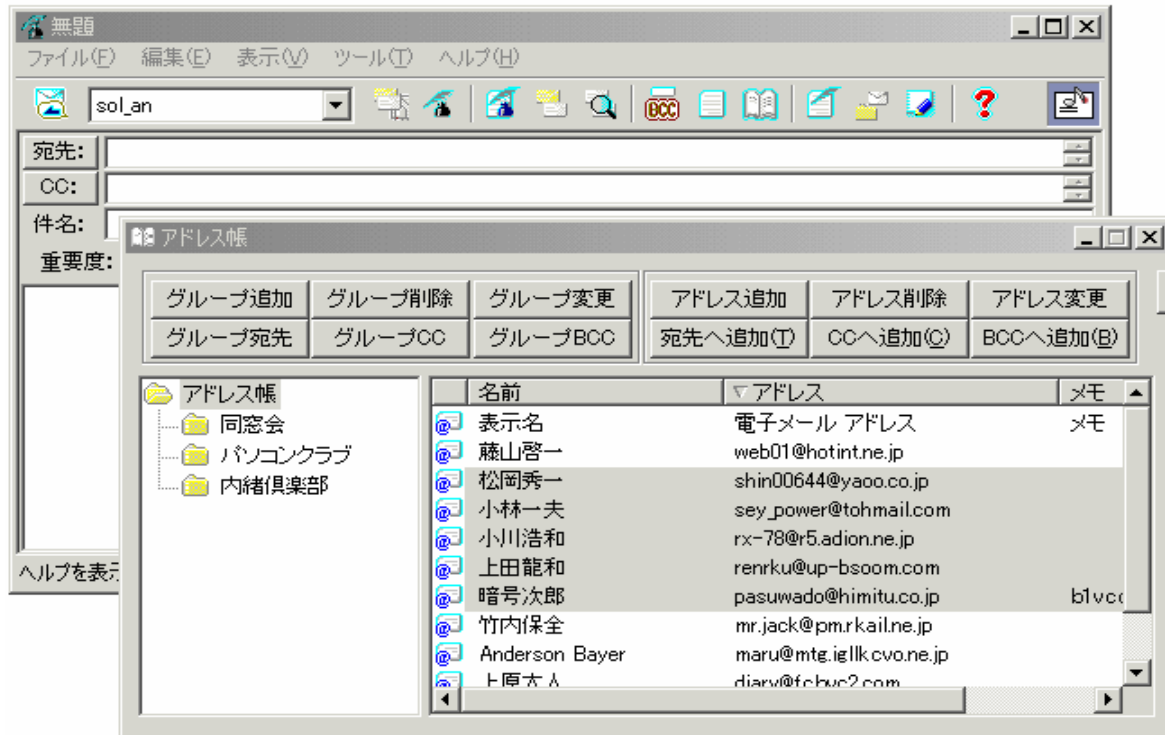 無題
ファイル(F) 編集(E) 表示(V) ツール(T) ヘルプ(H)
sol_an
BCC
宛先:
CC:
件名:
重要度:
アドレス帳
グループ追加 グループ削除 グループ変更 アドレス追加 アドレス削除 アドレス変更
グループ宛先 グループCC グループBCC 宛先へ追加(T) CCへ追加(C) BCCへ追加(B)
アドレス帳
同窓会
パソコンクラブ
内緒倶楽部
名前 アドレス メモ
表示名 電子メール アドレス メモ
藤山啓一 web01@hotint.ne.jp
松岡秀一 shin00644@yaoo.co.jp
小林一夫 sey_power@tohmail.com
小川浩和 rx-78@r5.adion.ne.jp
上田龍和 renrku@up-bsoom.com
暗号次郎 pasuwado@himitu.co.jp b1vc
竹内保全 mr.jack@pm.rkail.ne.jp
Anderson Bayer maru@mtg.igllkcvo.ne.jp
ヘルプを表示